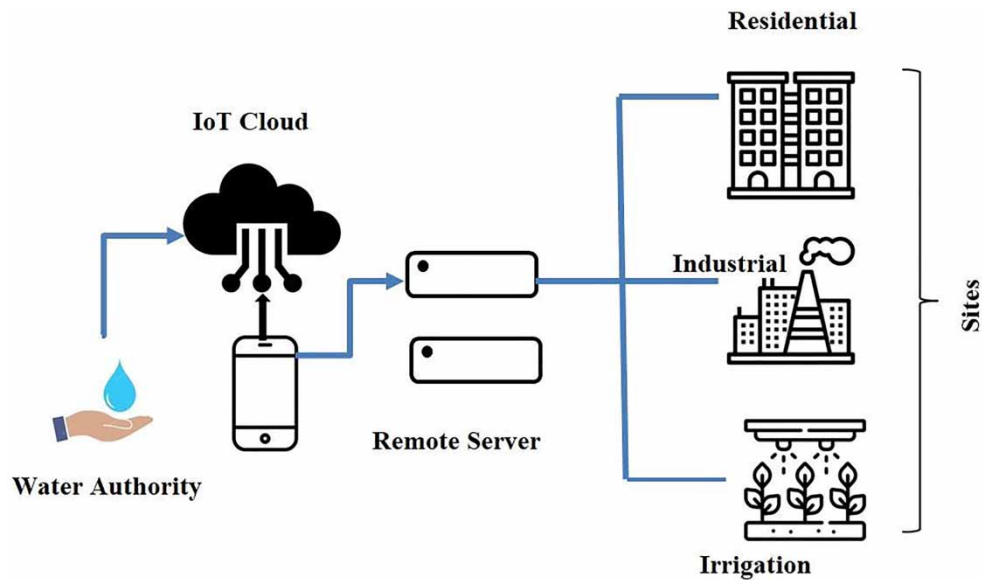 Residential
IoT Cloud
Industrial
Sites
Remote Server
Water Authority
Irrigation